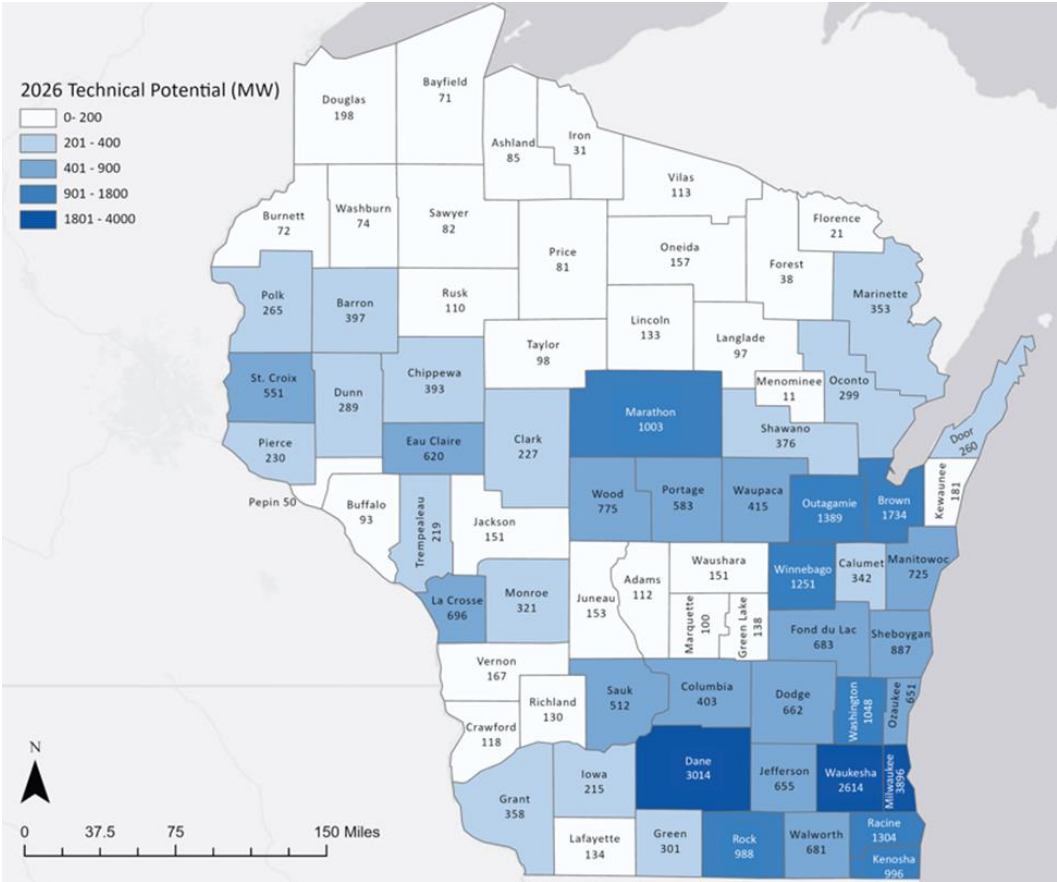 2026 Technical Potential (MW)
0- 200
201 - 400
401 - 900
901 - 1800
1801 - 4000
Douglas
198
Bayfield
71
Ashland
85
Iron
31
Vilas
113
Burnett
72
Washburn
74
Sawyer
82
Price
81
Oneida
157
Forest
38
Florence
21
Marinette
353
Polk
265
Barron
397
Rusk
110
Lincoln
133
Langlade
97
Taylor
98
Chippewa
393
St. Croix
551
Dunn
289
Menominee
11
Oconto
299
Marathon
1003
Shawano
376
Pierce
230
Eau Claire
620
Clark
227
Door
260
Pepin 50
Buffalo
93
Trempealeau
219
Jackson
151
Wood
775
Portage
583
Waupaca
415
Outagamie
1389
Brown
1734
Kewaunee
181
La Crosse
696
Monroe
321
Juneau
153
Adams
112
Waushara
151
Winnebago
1251
Calumet
342
Manitowoc
725
Marquette
100
Green Lake
138
Fond du Lac
683
Sheboygan
887
Vernon
167
Richland
130
Sauk
512
Columbia
403
Dodge
662
Washington
1048
Ozaukee
651
Crawford
118
Grant
358
Iowa
215
Dane
3014
Jefferson
655
Waukesha
2614
Milwaukee
3896
Lafayette
134
Green
301
Rock
988
Walworth
681
Racine
1304
Kenosha
996
N
0 37.5 75 150 Miles